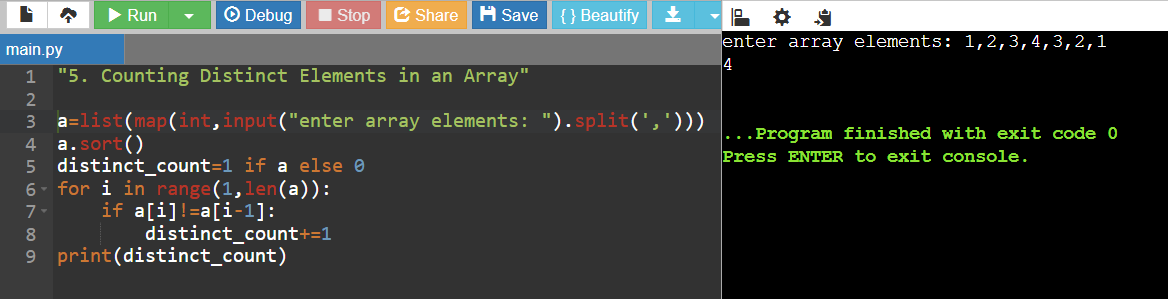 Run Debug Stop Share Save { } Beautify
main.py
1 "5. Counting Distinct Elements in an Array"
2
3 a=list(map(int,input("enter array elements: ").split(',')))
4 a.sort()
5 distinct_count=1 if a else 0
6 for i in range(1,len(a)):
7     if a[i]!=a[i-1]:
8         distinct_count+=1
9 print(distinct_count)
enter array elements: 1,2,3,4,3,2,1
4
...Program finished with exit code 0
Press ENTER to exit console.